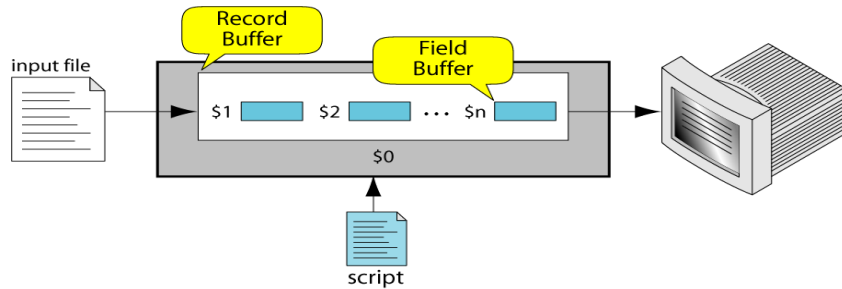 Record
Buffer
Field
Buffer
input file
$1 $2 ... $n
$0
script